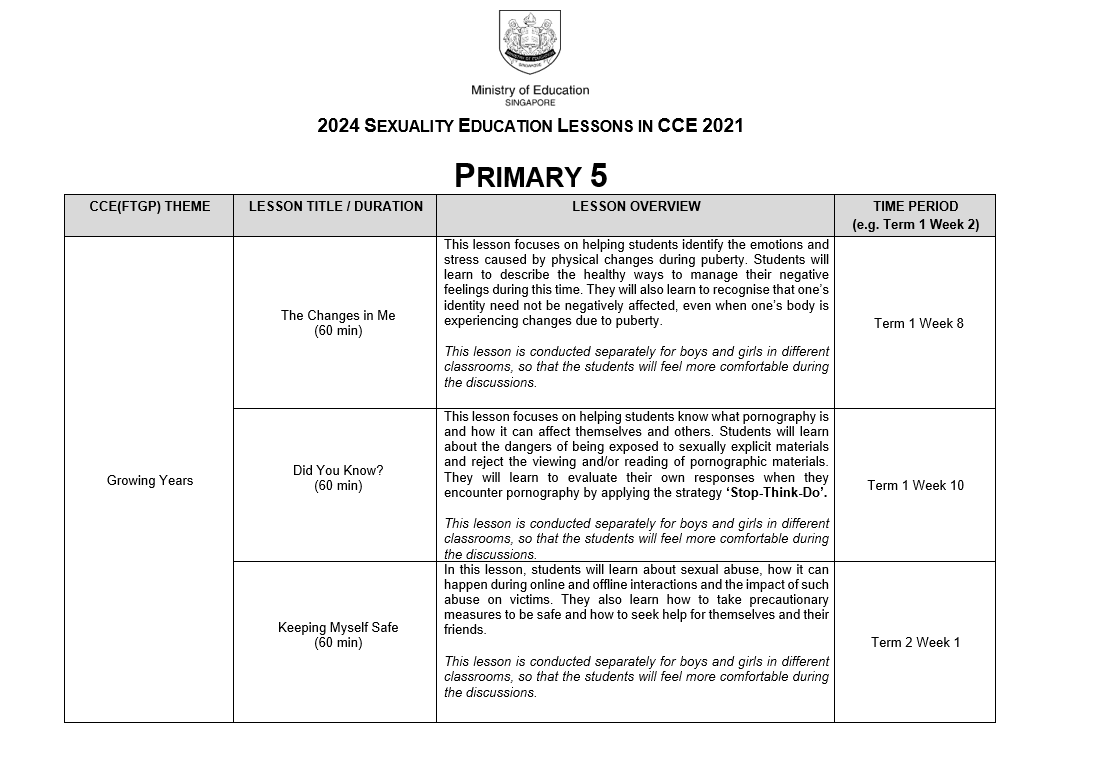 Ministry of Education
SINGAPORE
2024 SEXUALITY EDUCATION LESSONS IN CCE 2021
PRIMARY 5
CCE(FTGP) THEME
LESSON TITLE / DURATION
LESSON OVERVIEW
TIME PERIOD
(e.g. Term 1 Week 2)
Growing Years
The Changes in Me
(60 min)
This lesson focuses on helping students identify the emotions and
stress caused by physical changes during puberty. Students will
learn to describe the healthy ways to manage their negative
feelings during this time. They will also learn to recognise that one's
identity need not be negatively affected, even when one's body is
experiencing changes due to puberty.
This lesson is conducted separately for boys and girls in different
classrooms, so that the students will feel more comfortable during
the discussions.
Term 1 Week 8
Did You Know?
(60 min)
This lesson focuses on helping students know what pornography is
and how it can affect themselves and others. Students will learn
about the dangers of being exposed to sexually explicit materials
and reject the viewing and/or reading of pornographic materials.
They will learn to evaluate their own responses when they
encounter pornography by applying the strategy ‘Stop-Think-Do’.
This lesson is conducted separately for boys and girls in different
classrooms, so that the students will feel more comfortable during
the discussions.
Term 1 Week 10
Keeping Myself Safe
(60 min)
In this lesson, students will learn about sexual abuse, how it can
happen during online and offline interactions and the impact of such
abuse on victims. They also learn how to take precautionary
measures to be safe and how to seek help for themselves and their
friends.
This lesson is conducted separately for boys and girls in different
classrooms, so that the students will feel more comfortable during
the discussions.
Term 2 Week 1